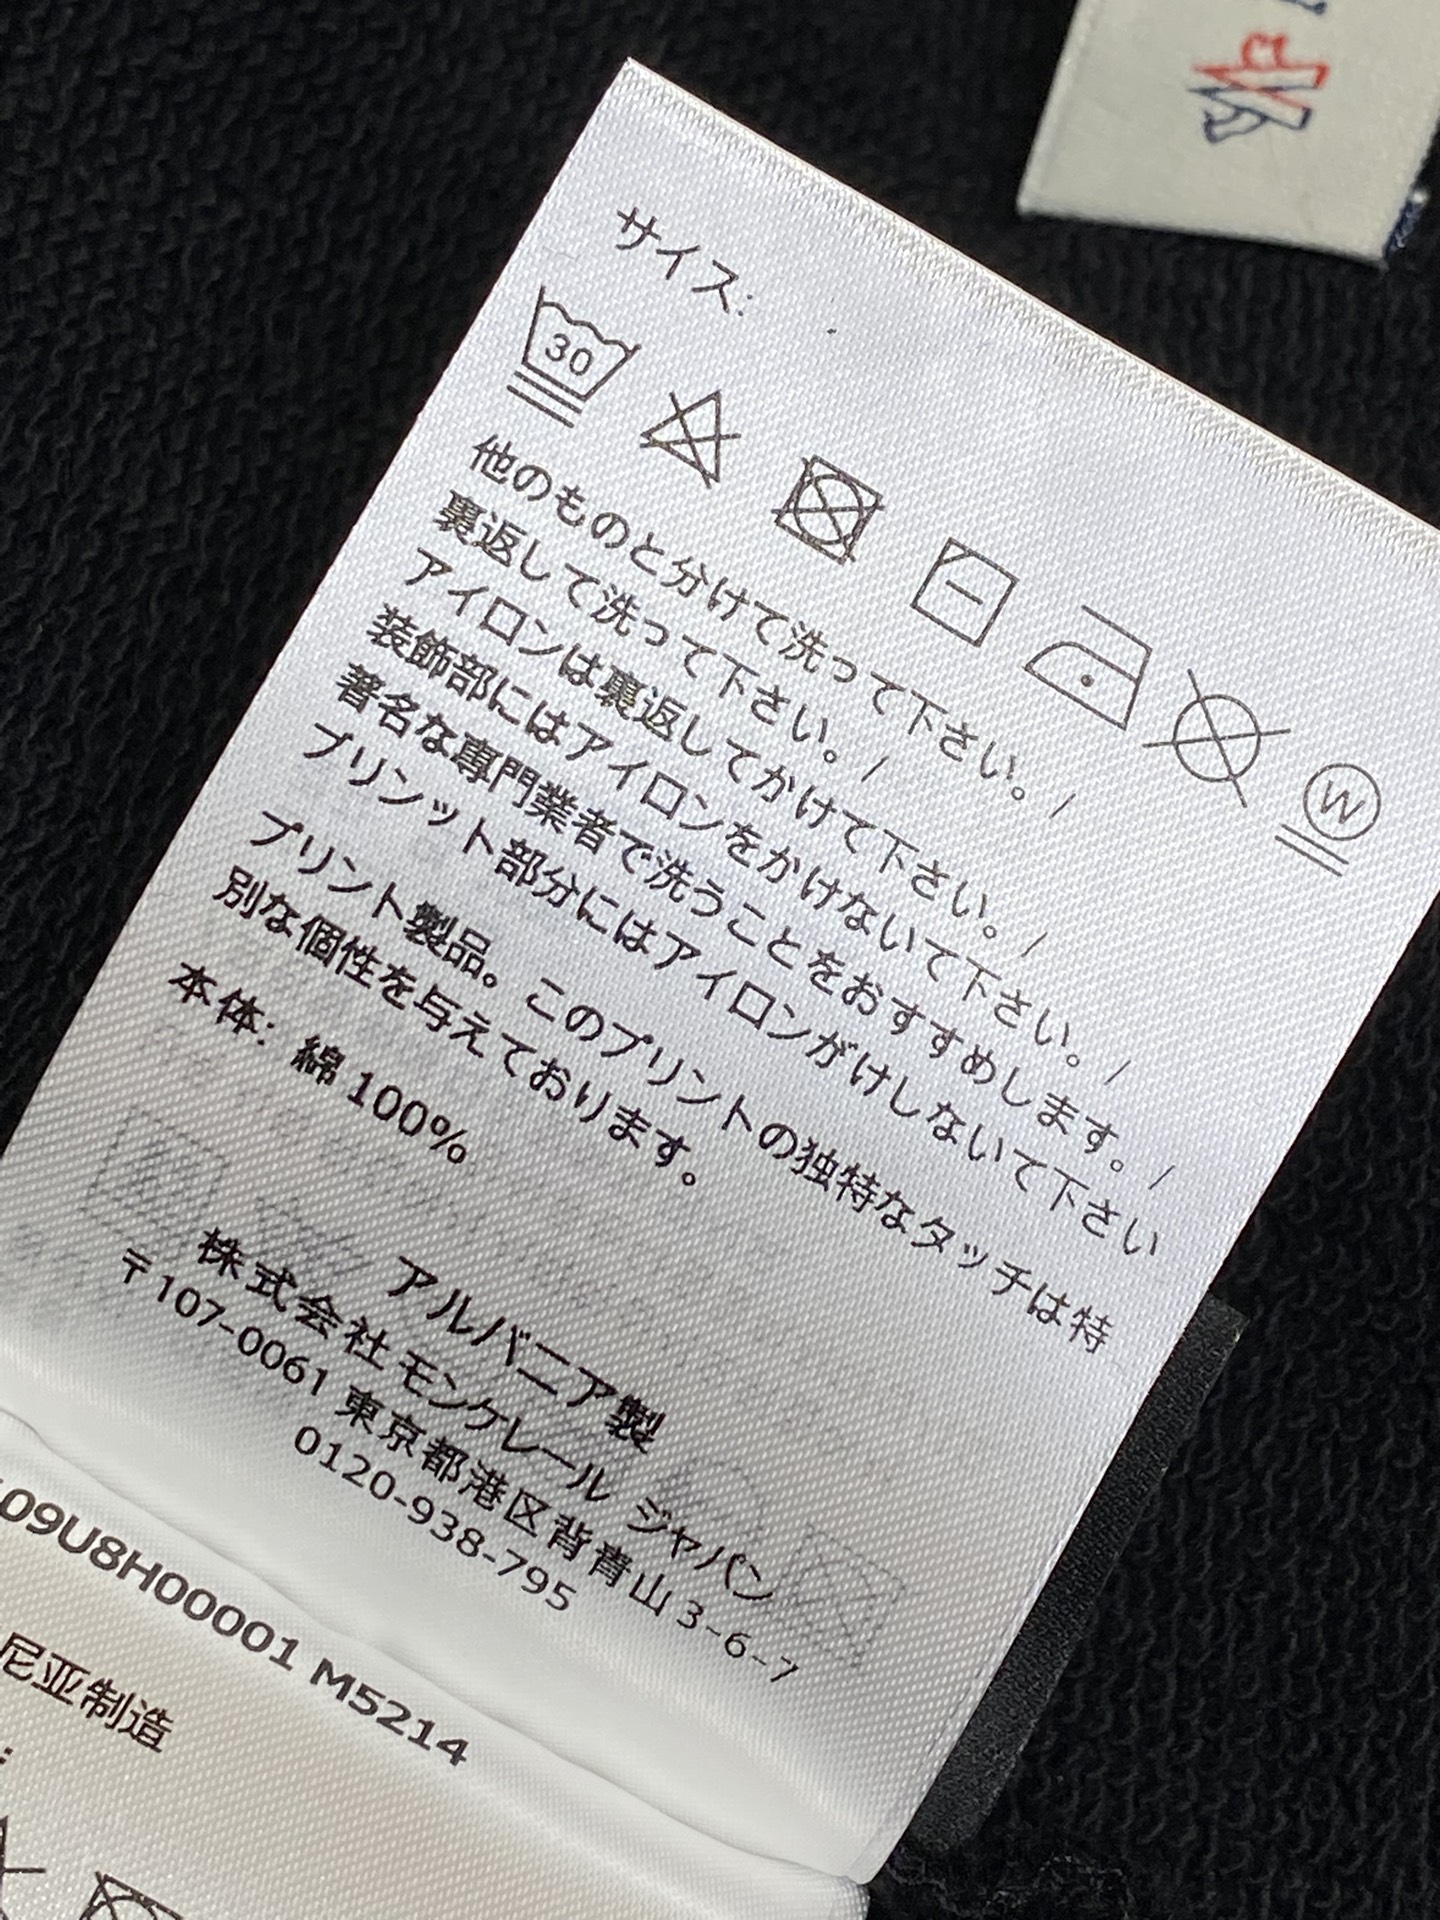 サイズ:
30
W
他のものと分けて洗って下さい。 /
裏返して洗って下さい。 /
アイロンは裏返してかけて下さい。 /
装飾部にはアイロンをかけないで下さい。 /
著名な専門業者で洗うことをおすすめします。 /
プリンット部分にはアイロンがけしないて下さい
プリント製品。このプリントの独特なタッチは特
別な個性を与えております。
本体: 綿 100%
アルバニア製
株式会社モンクレール ジャパン
〒107-0061 東京都港区背青山 3-6-7
0120-938-795
09U8H00001 M5214
尼亚制造